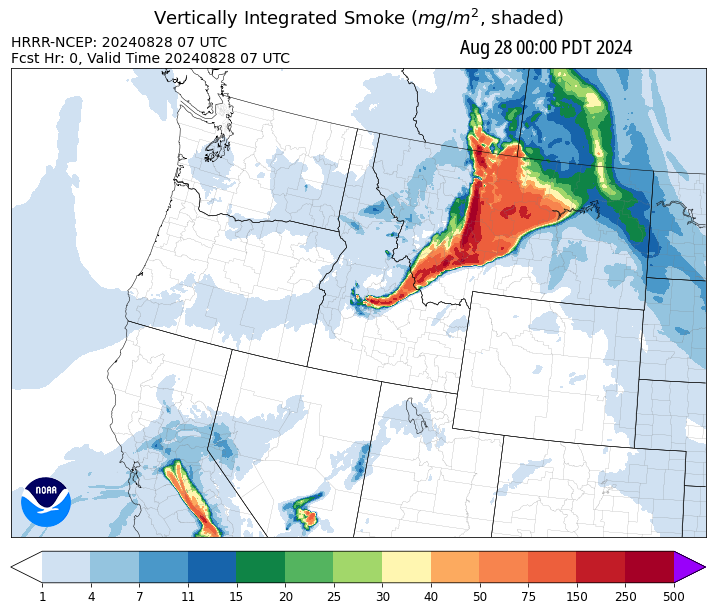 Vertically Integrated Smoke (mg/m², shaded)
HRRR-NCEP: 20240828 07 UTC
Fcst Hr: 0, Valid Time 20240828 07 UTC
Aug 28 00:00 PDT 2024
NOAA
1 4 7 11 15 20 25 30 40 50 75 150 250 500